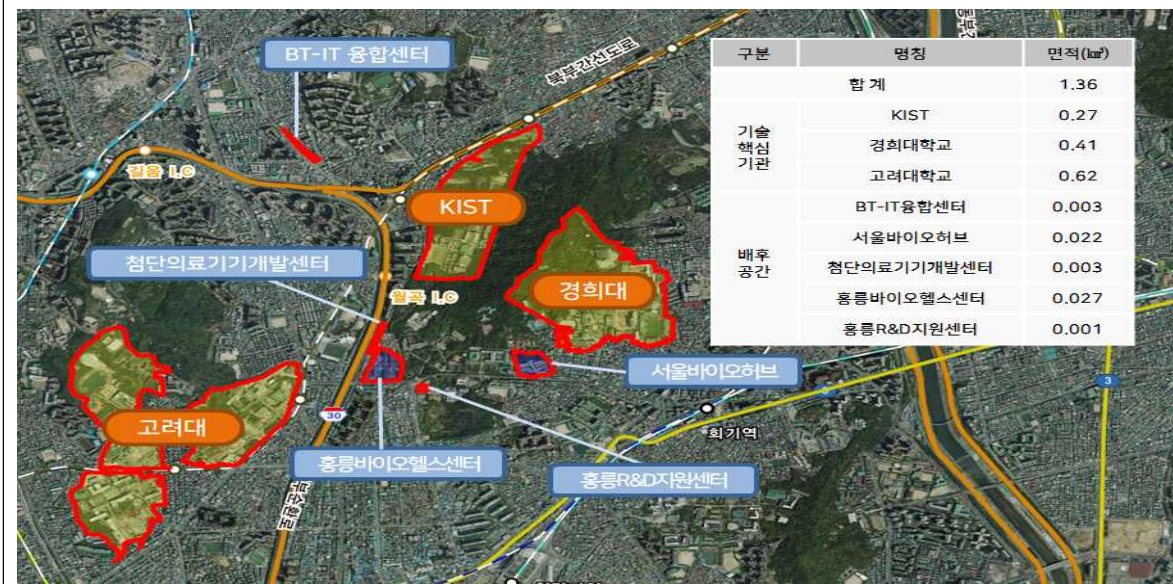 BT-IT 융합센터
북부간선도로
길음 I.C
KIST
첨단의료기기개발센터
월곡 I.C
경희대
서울바이오허브
고려대
30
3
회기역
홍릉바이오헬스센터
홍릉R&D지원센터
구분 명칭 면적(㎢)
합계 1.36
기술
핵심
기관
KIST 0.27
경희대학교 0.41
고려대학교 0.62
배후
공간
BT-IT융합센터 0.003
서울바이오허브 0.022
첨단의료기기개발센터 0.003
홍릉바이오헬스센터 0.027
홍릉R&D지원센터 0.001